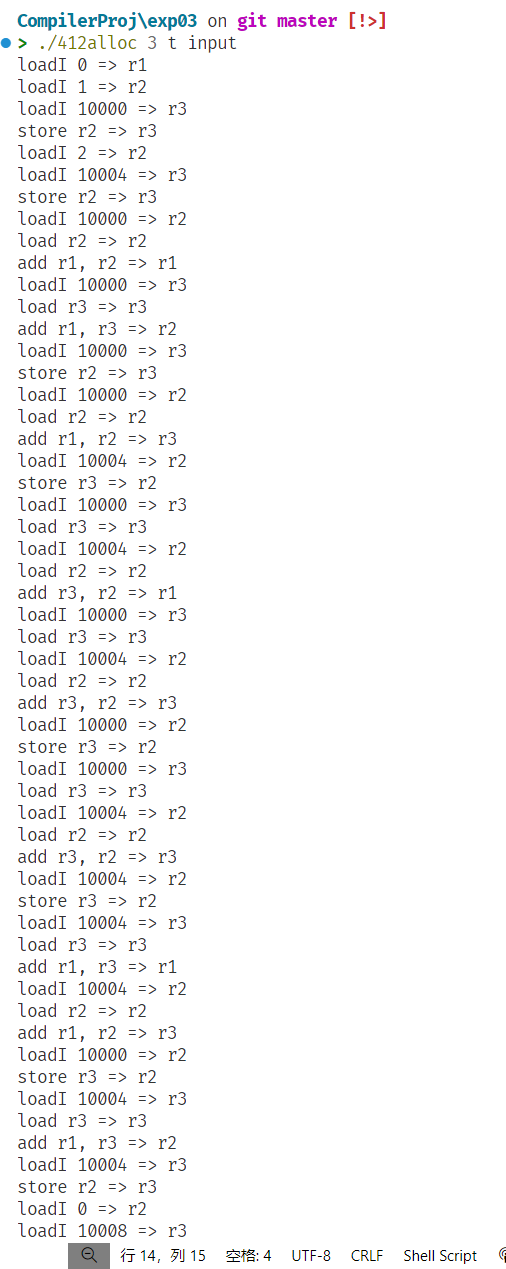 CompilerProj\exp03 on git master [!>]
> ./412alloc 3 t input
loadI 0 => r1
loadI 1 => r2
loadI 10000 => r3
store r2 => r3
loadI 2 => r2
loadI 10004 => r3
store r2 => r3
loadI 10000 => r2
load r2 => r2
add r1, r2 => r1
loadI 10000 => r3
load r3 => r3
add r1, r3 => r2
loadI 10000 => r3
store r2 => r3
loadI 10000 => r2
load r2 => r2
add r1, r2 => r3
loadI 10004 => r2
store r3 => r2
loadI 10000 => r3
load r3 => r3
loadI 10004 => r2
load r2 => r2
add r3, r2 => r1
loadI 10000 => r3
load r3 => r3
loadI 10004 => r2
load r2 => r2
add r3, r2 => r3
loadI 10000 => r2
store r3 => r2
loadI 10000 => r3
load r3 => r3
loadI 10004 => r2
load r2 => r2
add r3, r2 => r3
loadI 10004 => r2
store r3 => r2
loadI 10004 => r3
load r3 => r3
add r1, r3 => r1
loadI 10004 => r2
load r2 => r2
add r1, r2 => r3
loadI 10000 => r2
store r3 => r2
loadI 10004 => r3
load r3 => r3
add r1, r3 => r2
loadI 10004 => r3
store r2 => r3
loadI 0 => r2
loadI 10008 => r3
行 14，列 15 空格: 4 UTF-8 CRLF Shell Script